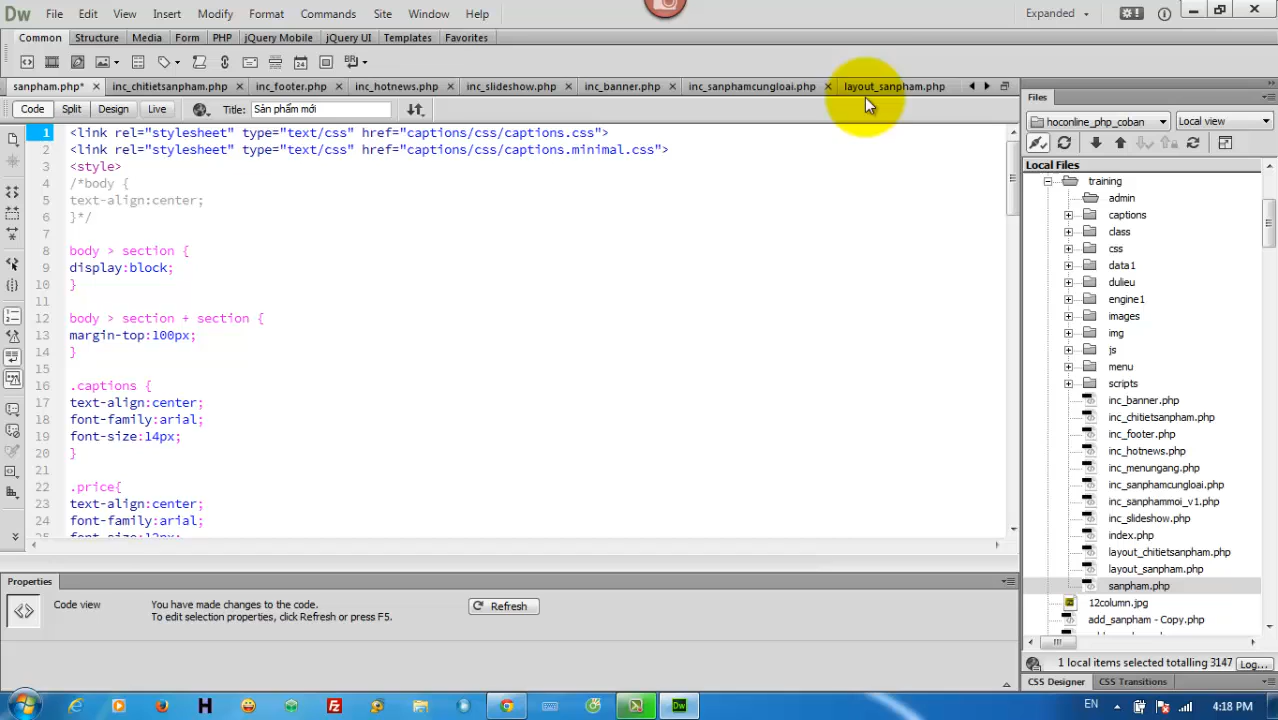 Dw File Edit View Insert Modify Format Commands Site Window Help Expanded
Common Structure Media Form PHP jQuery Mobile jQuery UI Templates Favorites
sanpham.php* inc_chitietsanpham.php inc_footer.php inc_hotnews.php inc_slideshow.php inc_banner.php inc_sanphamcungloai.php layout_sanpham.php
Code Split Design Live Title: Sản phẩm mới
1 <link rel="stylesheet" type="text/css" href="captions/css/captions.css">
2 <link rel="stylesheet" type="text/css" href="captions/css/captions.minimal.css">
3 <style>
4 /*body {
5 text-align:center;
6 }*/
7
8 body > section {
9 display:block;
10 }
11
12 body > section + section {
13 margin-top:100px;
14 }
15
16 .captions {
17 text-align:center;
18 font-family:arial;
19 font-size:14px;
20 }
21
22 .price{
23 text-align:center;
24 font-family:arial;
font-size:12px;
Properties
Code view
You have made changes to the code.
To edit selection properties, click Refresh or press F5.
Refresh
Files
hoconline_php_coban Local view
Local Files
training
admin
captions
class
css
data1
dulieu
engine1
images
img
js
menu
scripts
inc_banner.php
inc_chitietsanpham.php
inc_footer.php
inc_hotnews.php
inc_menungang.php
inc_sanphamcungloai.php
inc_sanphammoi_v1.php
inc_slideshow.php
index.php
layout_chitietsanpham.php
layout_sanpham.php
sanpham.php
12column.jpg
add_sanpham - Copy.php
1 local items selected totalling 3147 Log...
CSS Designer CSS Transitions
EN 4:18 PM